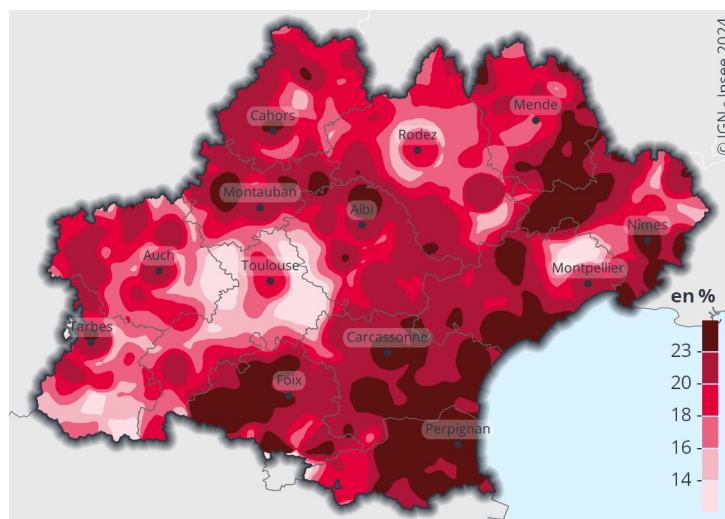 © IGN - Insee 2024
Cahors
Mende
Rodez
Montauban
Albi
Nîmes
Auch
Toulouse
Montpellier
en %
Tarbes
Carcassonne
23
20
Foix
18
Perpignan
16
14